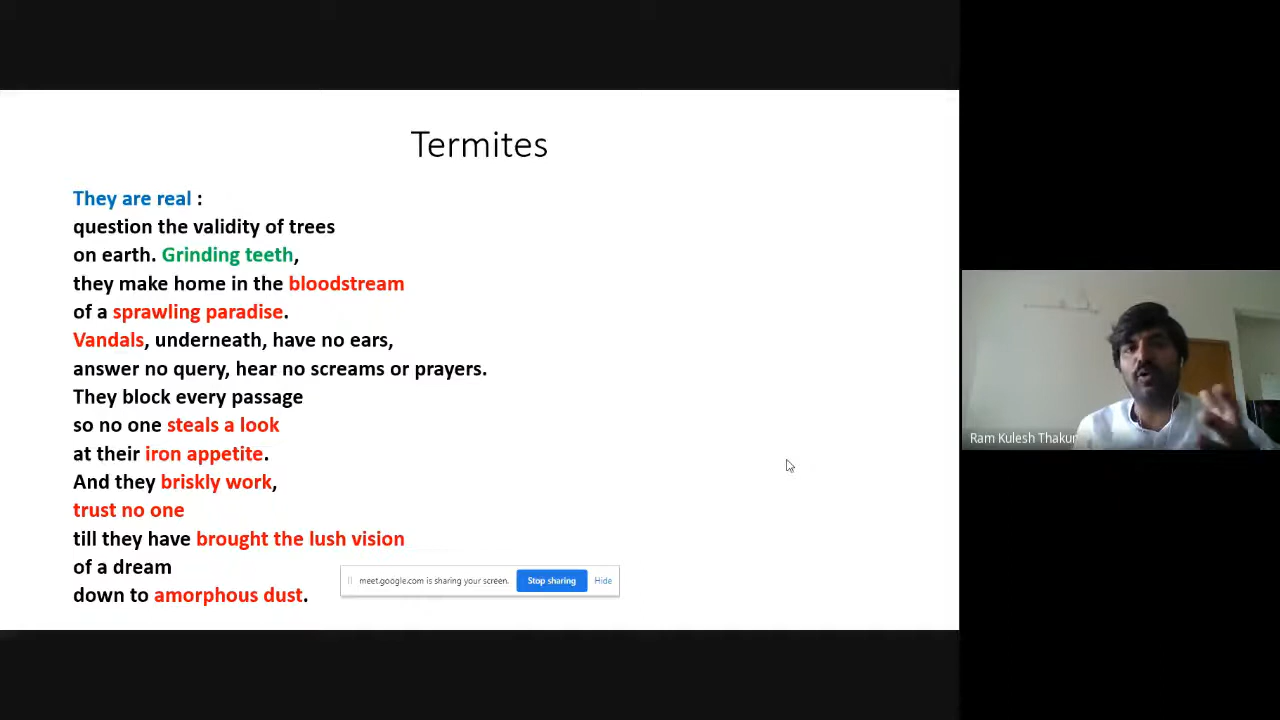 Termites
They are real :
question the validity of trees
on earth. Grinding teeth,
they make home in the bloodstream
of a sprawling paradise.
Vandals, underneath, have no ears,
answer no query, hear no screams or prayers.
They block every passage
so no one steals a look
at their iron appetite.
And they briskly work,
trust no one
till they have brought the lush vision
of a dream
down to amorphous dust.
meet.google.com is sharing your screen. Stop sharing Hide
Ram Kulesh Thakur